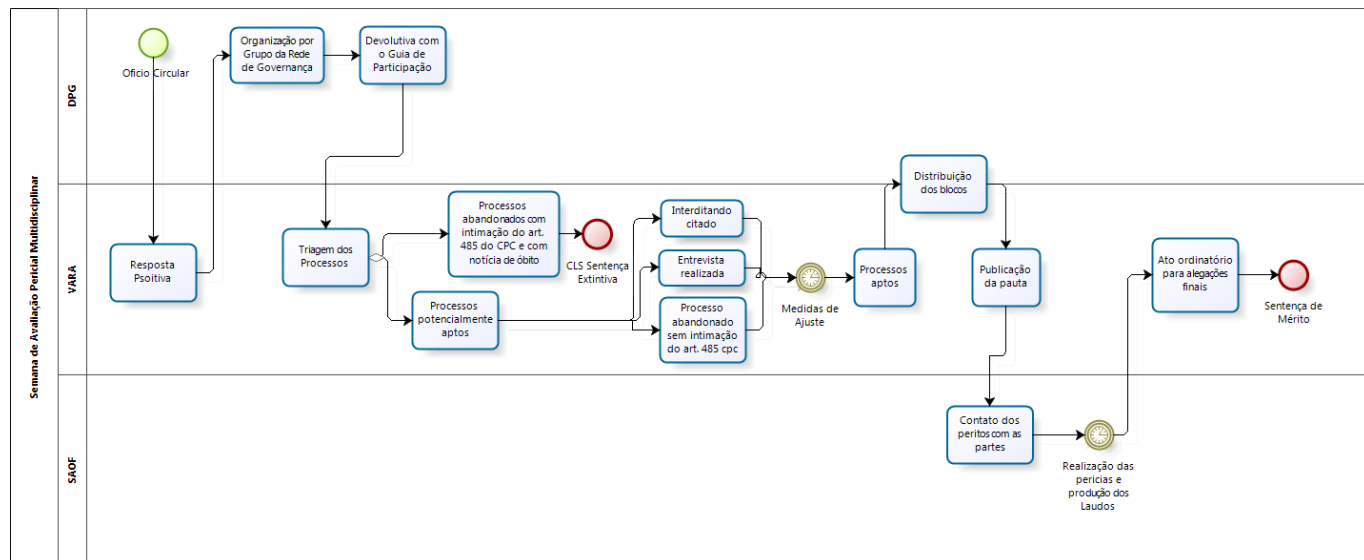 Semana de Avaliação Pericial Multidisciplinar
DPG
Oficio Circular
Organização por
Grupo da Rede
de Governança
Devolutiva com
o Guia de
Participação
VARA
Resposta
Psoitiva
Triagem dos
Processos
Processos
abandonados com
intimação do art.
485 do CPC e com
notícia de óbito
CLS Sentença
Extintiva
Processos
potencialmente
aptos
Interditando
citado
Entrevista
realizada
Processo
abandonado
sem intimação
do art. 485 cpc
Medidas de
Ajuste
Processos
aptos
Distribuição
dos blocos
Publicação
da pauta
Ato ordinatório
para alegações
finais
Sentença de
Mérito
SAOF
Contato dos
peritos com as
partes
Realização das
pericias e
produção dos
Laudos